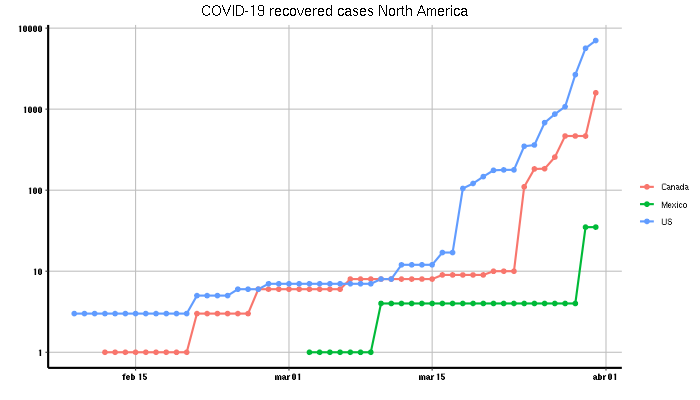 COVID-19 recovered cases North America
10000
1000
100
10
1
feb 15
mar 01
mar 15
abr 01
Canada
Mexico
US